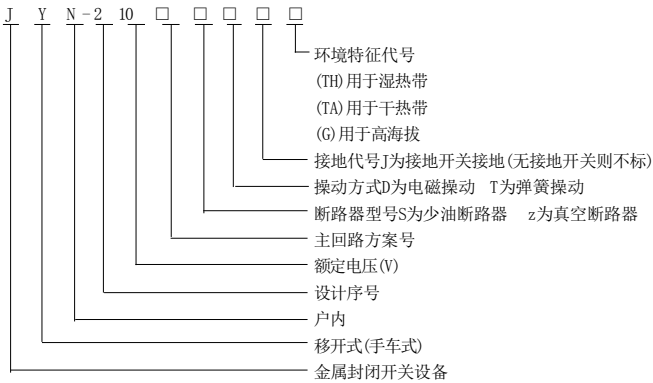 J Y N-2 10 □ □ □ □ □
环境特征代号
(TH)用于湿热带
(TA)用于干热带
(G)用于高海拔
接地代号J为接地开关接地(无接地开关则不标)
操动方式D为电磁操动 T为弹簧操动
断路器型号S为少油断路器 z为真空断路器
主回路方案号
额定电压(V)
设计序号
户内
移开式(手车式)
金属封闭开关设备